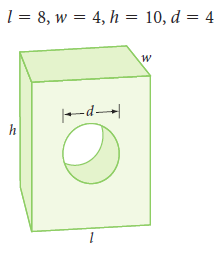 l = 8, w = 4, h = 10, d = 4
w
d
h
l